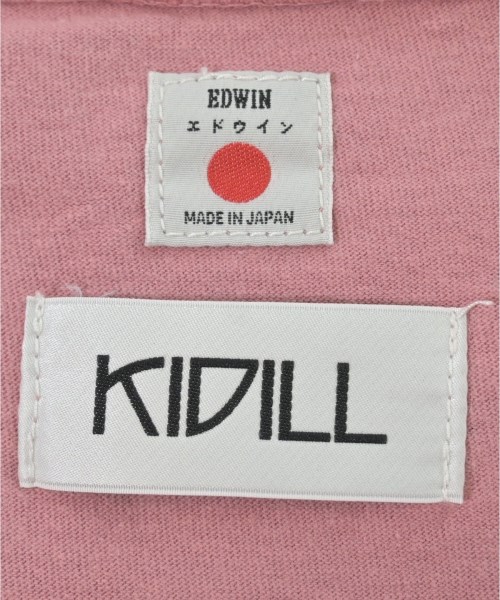 EDWIN
エドウイン
MADE IN JAPAN
KIDILL